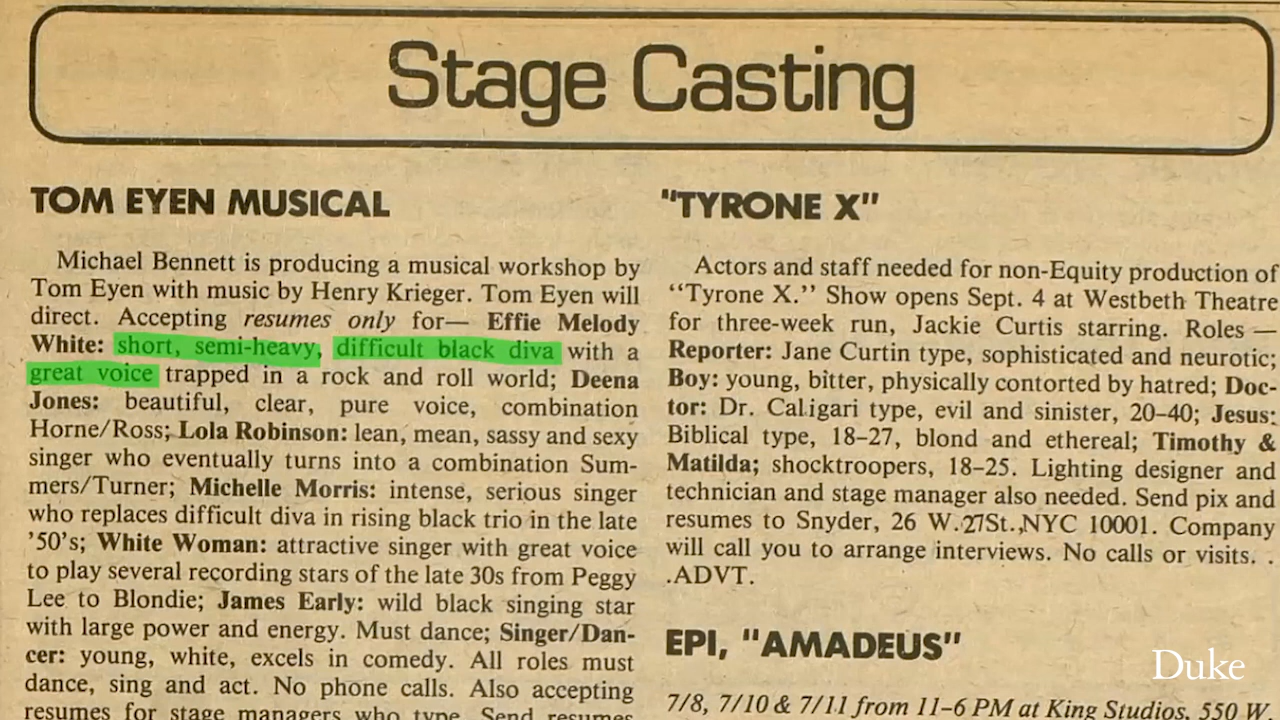 Stage Casting
TOM EYEN MUSICAL
Michael Bennett is producing a musical workshop by
Tom Eyen with music by Henry Krieger. Tom Eyen will
direct. Accepting resumes only for— Effie Melody
White: short, semi-heavy, difficult black diva with a
great voice trapped in a rock and roll world; Deena
Jones: beautiful, clear, pure voice, combination
Horne/Ross; Lola Robinson: lean, mean, sassy and sexy
singer who eventually turns into a combination Sum-
mers/Turner; Michelle Morris: intense, serious singer
who replaces difficult diva in rising black trio in the late
'50's; White Woman: attractive singer with great voice
to play several recording stars of the late 30s from Peggy
Lee to Blondie; James Early: wild black singing star
with large power and energy. Must dance; Singer/Dan-
cer: young, white, excels in comedy. All roles must
dance, sing and act. No phone calls. Also accepting
resumes for stage managers who type. Send resumes
"TYRONE X"
Actors and staff needed for non-Equity production of
"Tyrone X." Show opens Sept. 4 at Westbeth Theatre
for three-week run, Jackie Curtis starring. Roles —
Reporter: Jane Curtin type, sophisticated and neurotic;
Boy: young, bitter, physically contorted by hatred; Doc-
tor: Dr. Caligari type, evil and sinister, 20–40; Jesus:
Biblical type, 18–27, blond and ethereal; Timothy &
Matilda; shocktroopers, 18–25. Lighting designer and
technician and stage manager also needed. Send pix and
resumes to Snyder, 26 W.27St.,NYC 10001. Company
will call you to arrange interviews. No calls or visits. .
.ADVT.
EPI, "AMADEUS"
7/8, 7/10 & 7/11 from 11–6 PM at King Studios, 550 W.
Duke